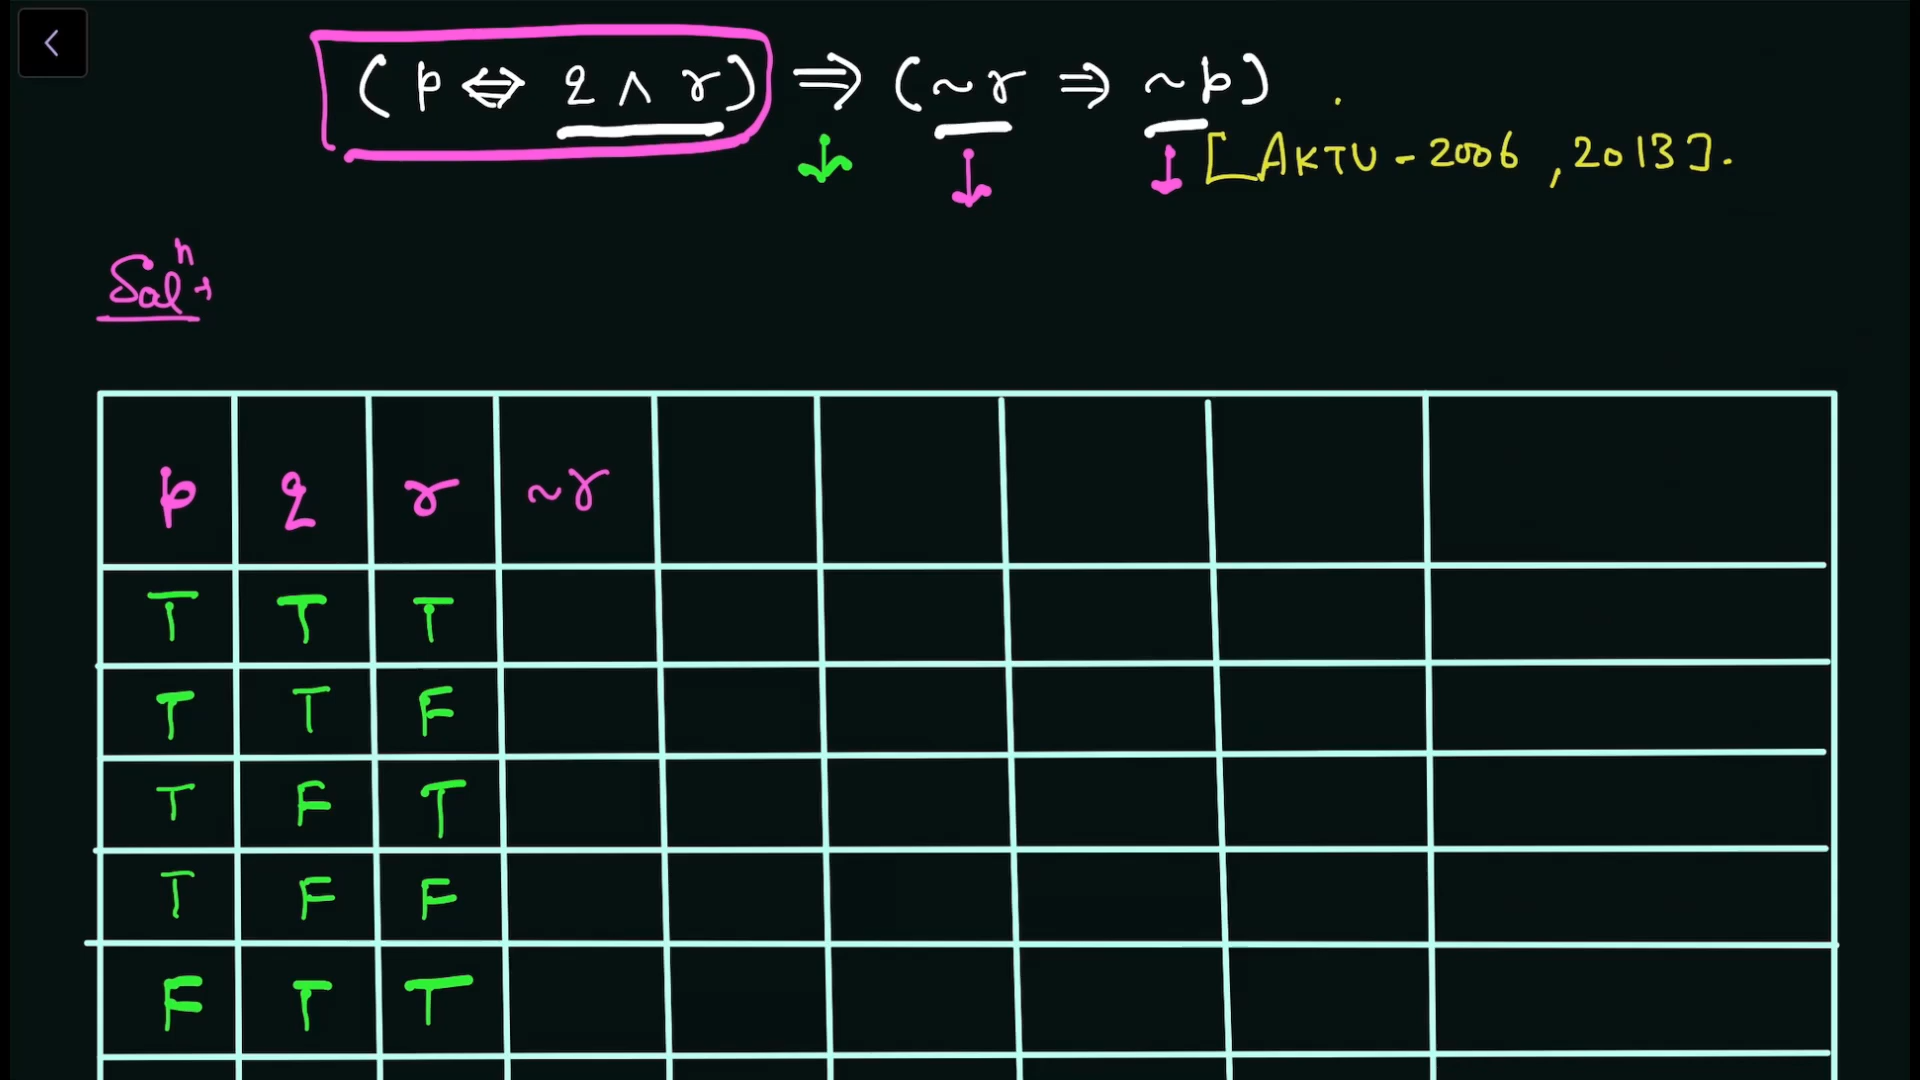 (p ⇔ q ∧ r) ⇒ (~r ⇒ ~p) .
[AKTU - 2006, 2013].
Solⁿ
p q r ~r
T T T
T T F
T F T
T F F
F T T